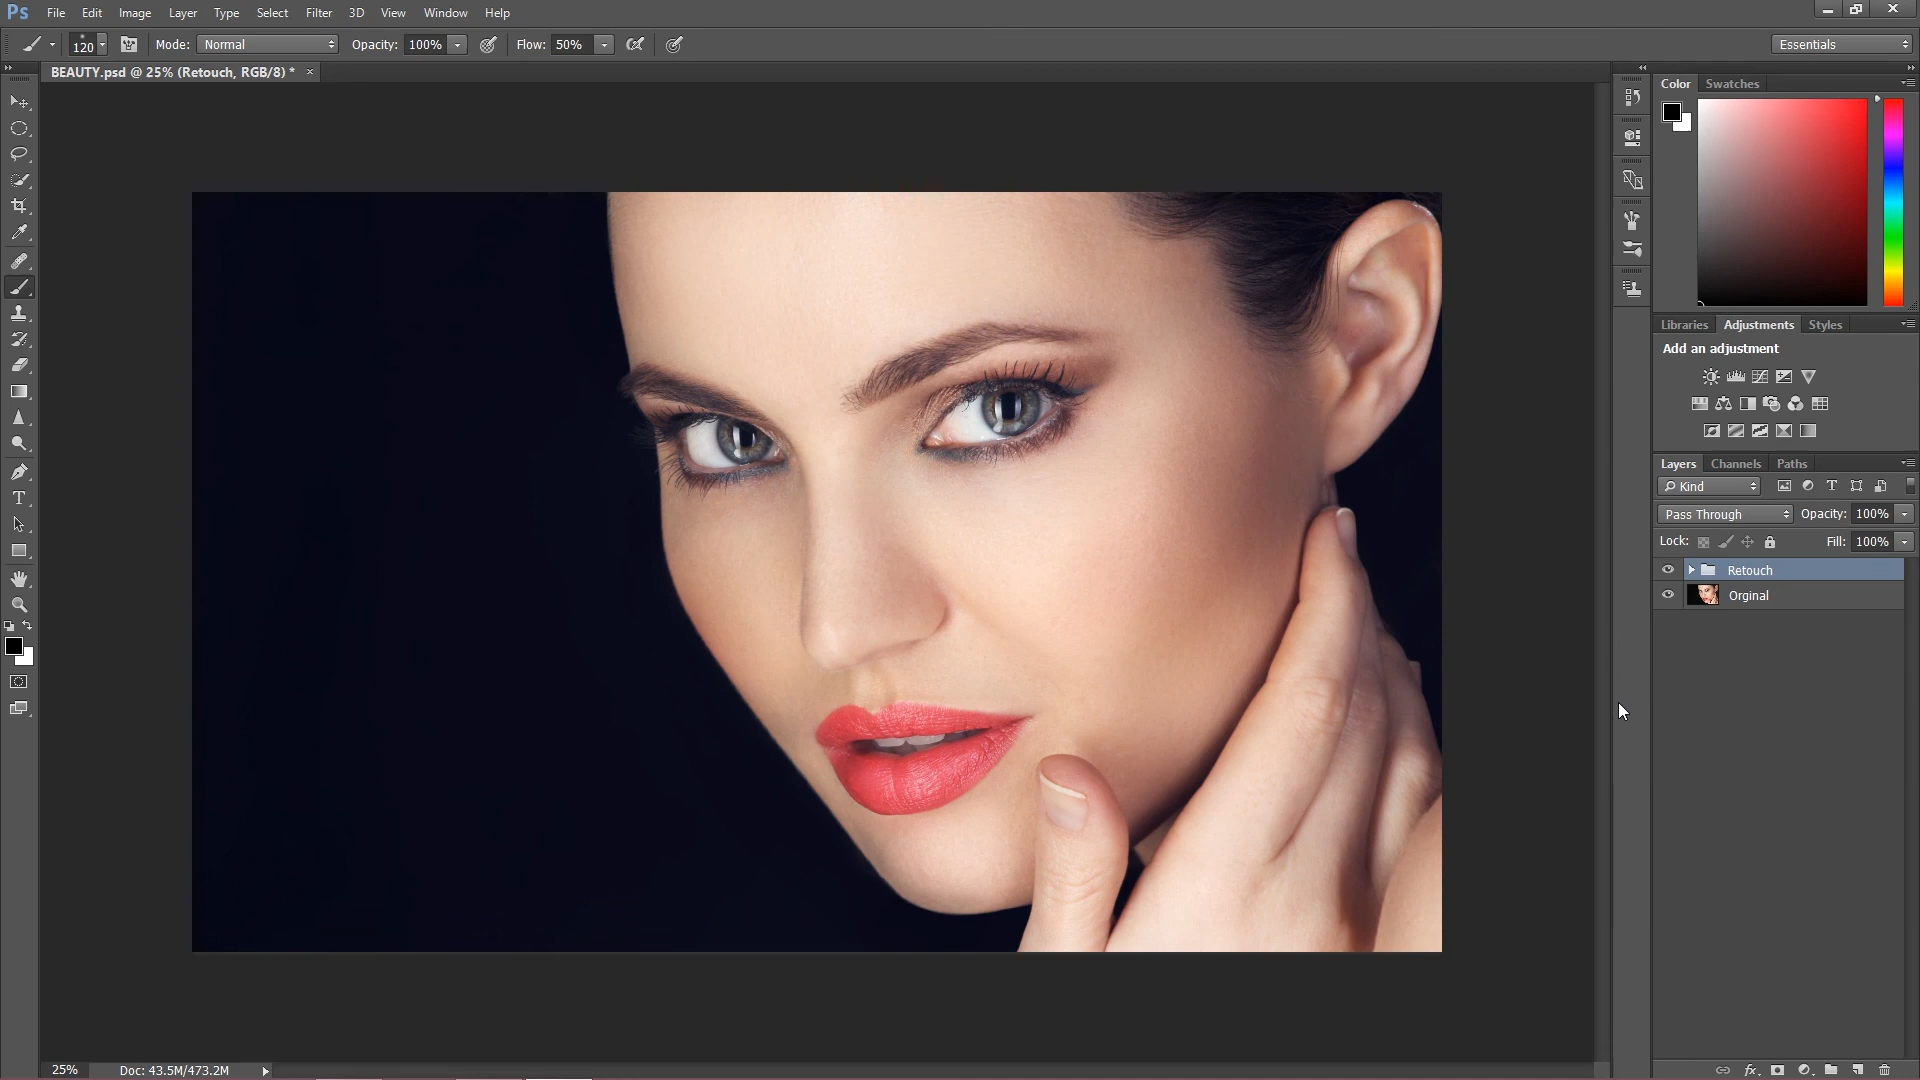 Ps File Edit Image Layer Type Select Filter 3D View Window Help
120 Mode: Normal Opacity: 100% Flow: 50% Essentials
BEAUTY.psd @ 25% (Retouch, RGB/8) * ×
Color Swatches
Libraries Adjustments Styles
Add an adjustment
Layers Channels Paths
Kind
Pass Through Opacity: 100%
Lock: Fill: 100%
Retouch
Orginal
25% Doc: 43.5M/473.2M